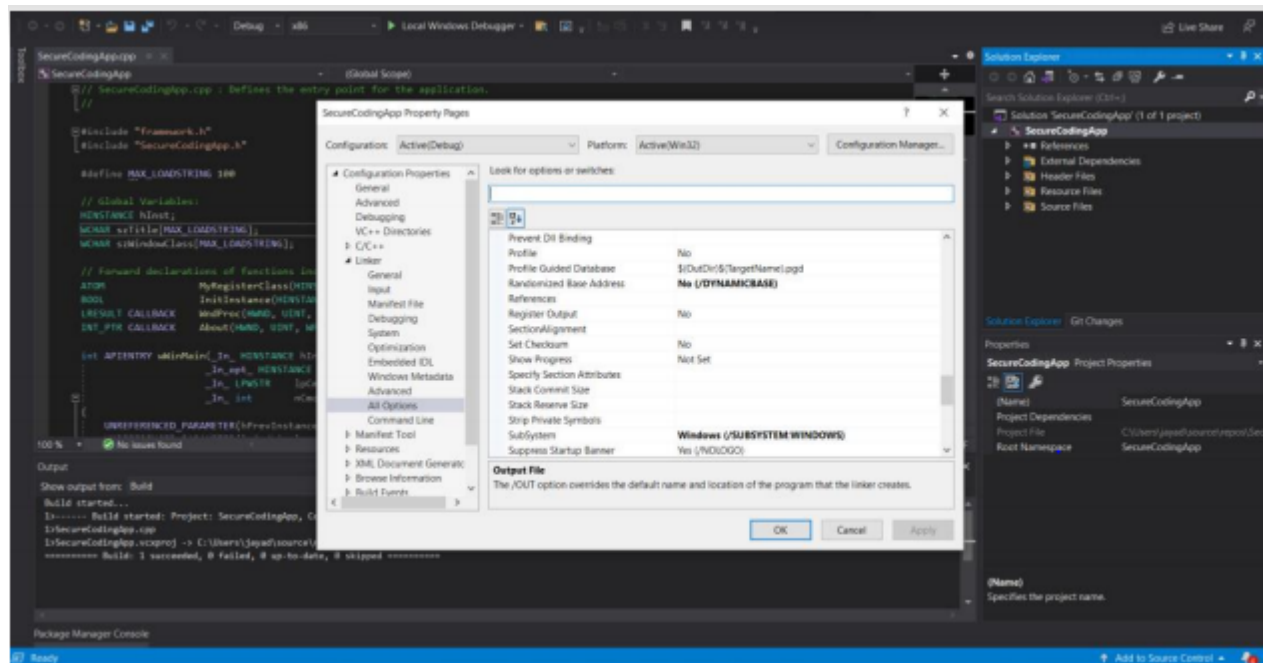 Debug
x86
Local Windows Debugger
Live Share
Toolbox
SecureCodingApp.cpp
SecureCodingApp
(Global Scope)
// SecureCodingApp.cpp : Defines the entry point for the application.
//
#include "framework.h"
#include "SecureCodingApp.h"
#define MAX_LOADSTRING 100
// Global Variables:
HINSTANCE hInst;
WCHAR szTitle[MAX_LOADSTRING];
WCHAR szWindowClass[MAX_LOADSTRING];
// Forward declarations of functions inc
ATOM MyRegisterClass(HINST
BOOL InitInstance(HINSTAN
LRESULT CALLBACK WndProc(HWND, UINT,
INT_PTR CALLBACK About(HWND, UINT, W
int APIENTRY wWinMain(_In_ HINSTANCE hIn
_In_opt_ HINSTANCE
_In_ LPWSTR lpC
_In_ int nCmd
{
UNREFERENCED_PARAMETER(hPrevInstance
100 %
No issues found
Output
Show output from: Build
Build started...
1>------ Build started: Project: SecureCodingApp, Co
1>SecureCodingApp.cpp
1>SecureCodingApp.vcxproj -> C:\Users\jayad\source\
========== Build: 1 succeeded, 0 failed, 0 up-to-date, 0 skipped ==========
Package Manager Console
Ready
SecureCodingApp Property Pages
? ×
Configuration: Active(Debug)
Platform: Active(Win32)
Configuration Manager...
Configuration Properties
General
Advanced
Debugging
VC++ Directories
C/C++
Linker
General
Input
Manifest File
Debugging
System
Optimization
Embedded IDL
Windows Metadata
Advanced
All Options
Command Line
Manifest Tool
Resources
XML Document Generatc
Browse Information
Build Events
Look for options or switches:
Prevent Dll Binding
Profile No
Profile Guided Database $(OutDir)$(TargetName).pgd
Randomized Base Address No (/DYNAMICBASE)
References
Register Output No
SectionAlignment
Set Checksum No
Show Progress Not Set
Specify Section Attributes
Stack Commit Size
Stack Reserve Size
Strip Private Symbols
SubSystem Windows (/SUBSYSTEM:WINDOWS)
Suppress Startup Banner Yes (/NOLOGO)
Output File
The /OUT option overrides the default name and location of the program that the linker creates.
OK
Cancel
Apply
Solution Explorer
Search Solution Explorer (Ctrl+;)
Solution 'SecureCodingApp' (1 of 1 project)
SecureCodingApp
References
External Dependencies
Header Files
Resource Files
Source Files
Solution Explorer Git Changes
Properties
SecureCodingApp Project Properties
(Name) SecureCodingApp
Project Dependencies
Project File C:\Users\jayad\source\repos\Sec
Root Namespace SecureCodingApp
(Name)
Specifies the project name.
Add to Source Control